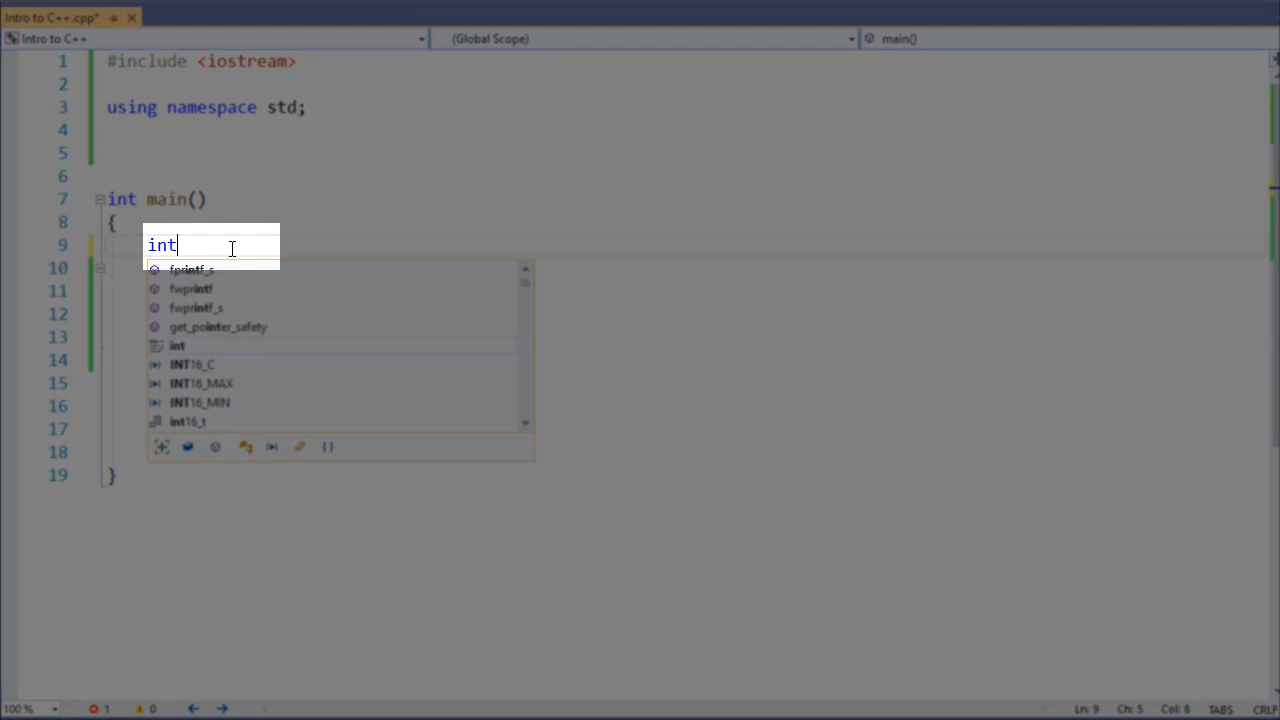 Intro to C++.cpp*
Intro to C++ (Global Scope) main()
1 #include <iostream>
2
3 using namespace std;
4
5
6
7 int main()
8 {
9 int
10 fprintf_s
11 fwprintf
12 fwprintf_s
13 get_pointer_safety
14 int
15 INT16_C
16 INT16_MAX
17 INT16_MIN
18 int16_t
{ }
19 }
100 % 1 0 Ln: 9 Ch: 5 Col: 8 TABS CRLF